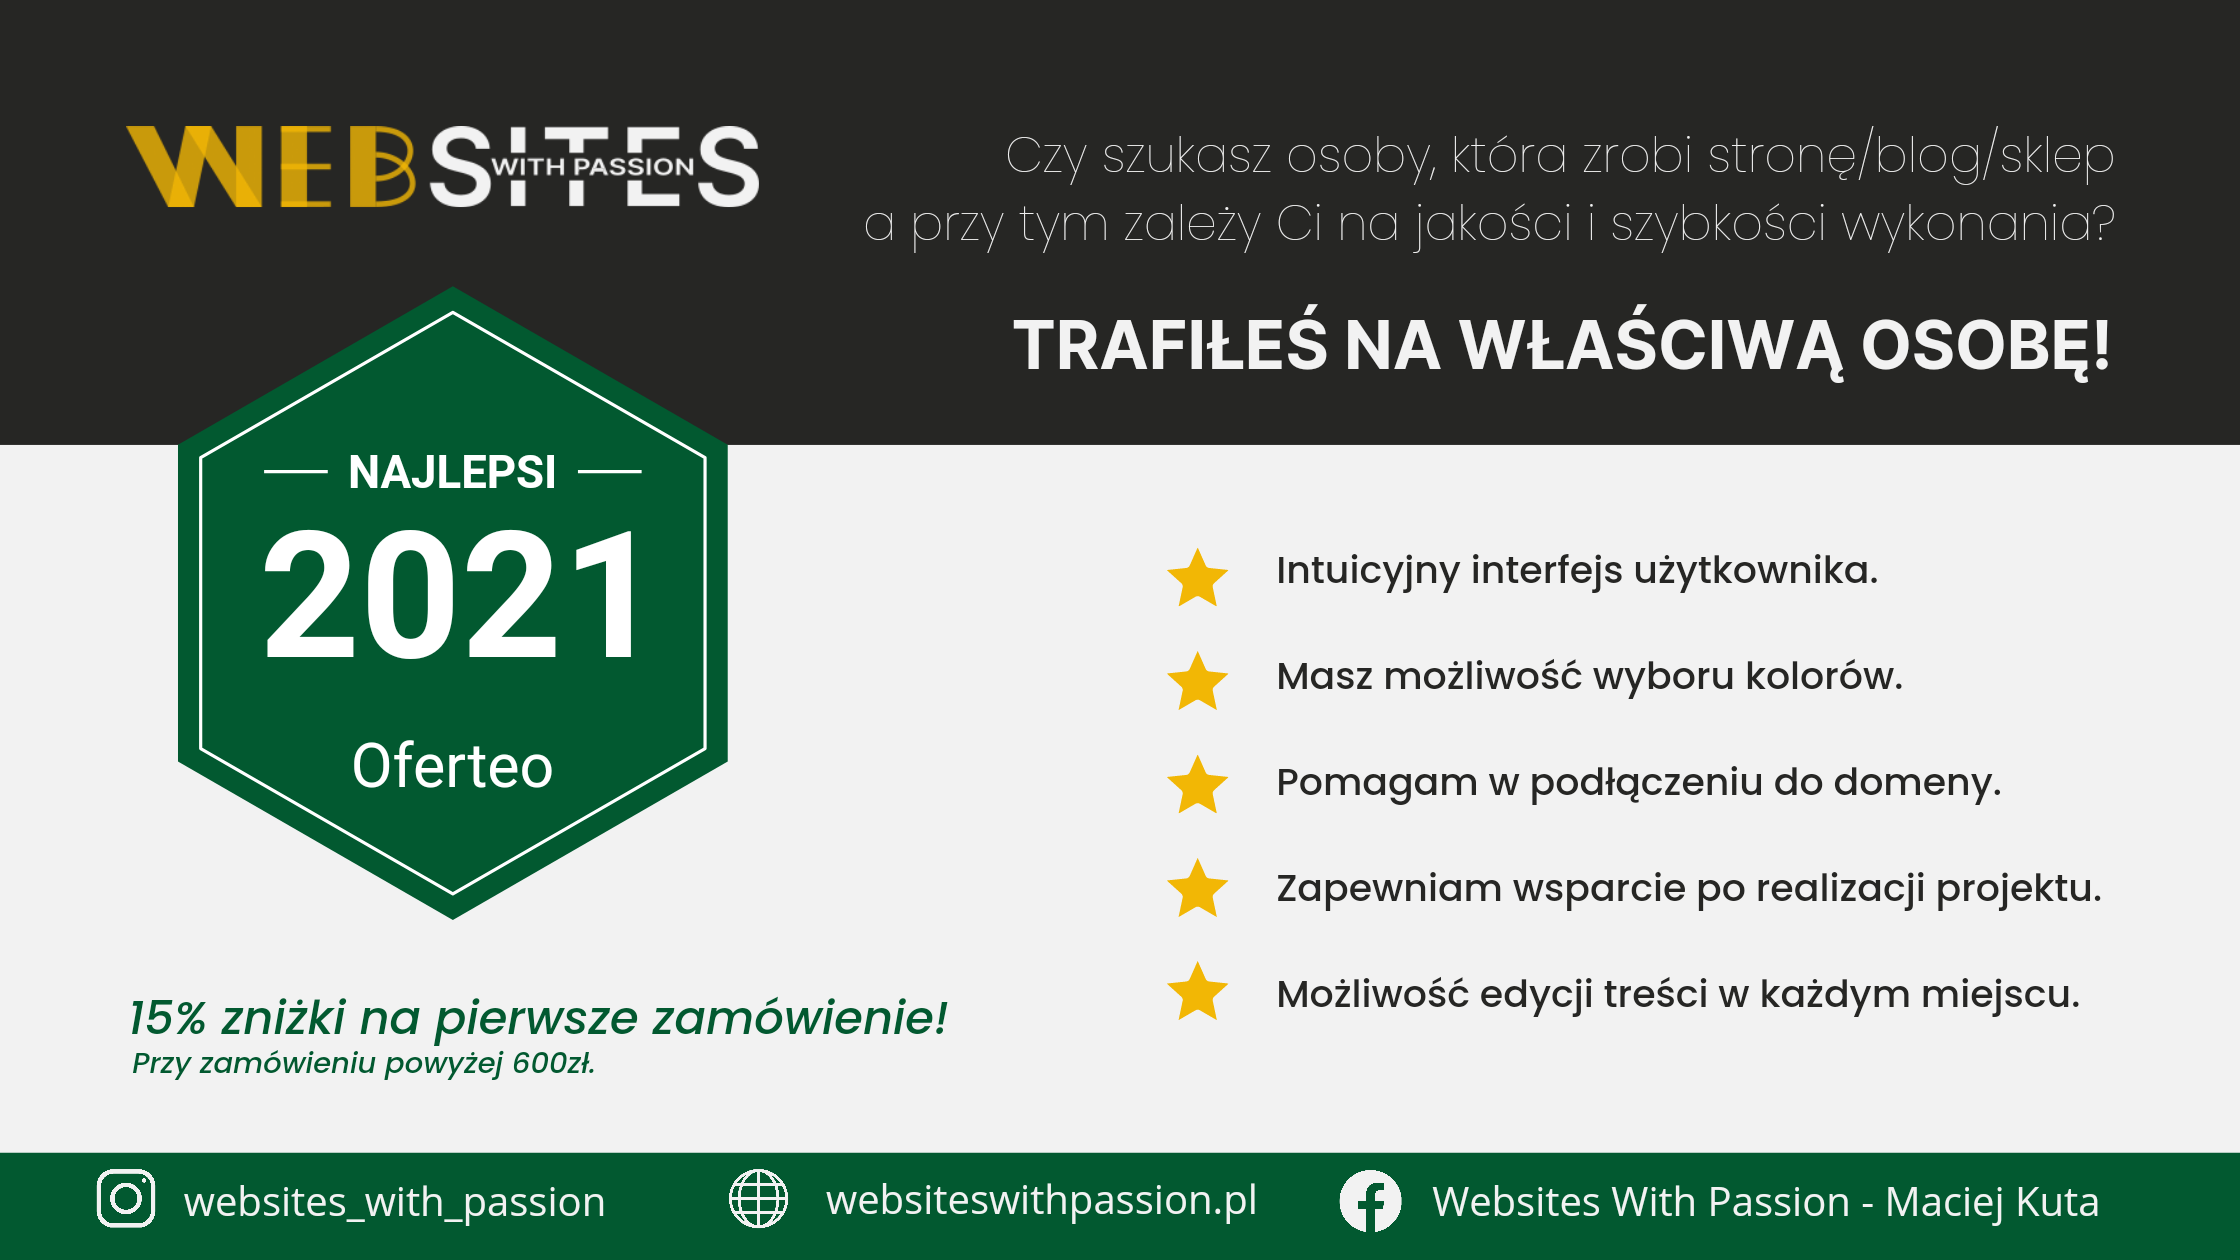 WEBSITES
WITH PASSION
Czy szukasz osoby, która zrobi stronę/blog/sklep
a przy tym zależy Ci na jakości i szybkości wykonania?
TRAFIŁEŚ NA WŁAŚCIWĄ OSOBĘ!
NAJLEPSI
2021
Oferteo
Intuicyjny interfejs użytkownika.
Masz możliwość wyboru kolorów.
Pomagam w podłączeniu do domeny.
Zapewniam wsparcie po realizacji projektu.
Możliwość edycji treści w każdym miejscu.
15% zniżki na pierwsze zamówienie!
Przy zamówieniu powyżej 600zł.
websites_with_passion
websiteswithpassion.pl
Websites With Passion - Maciej Kuta